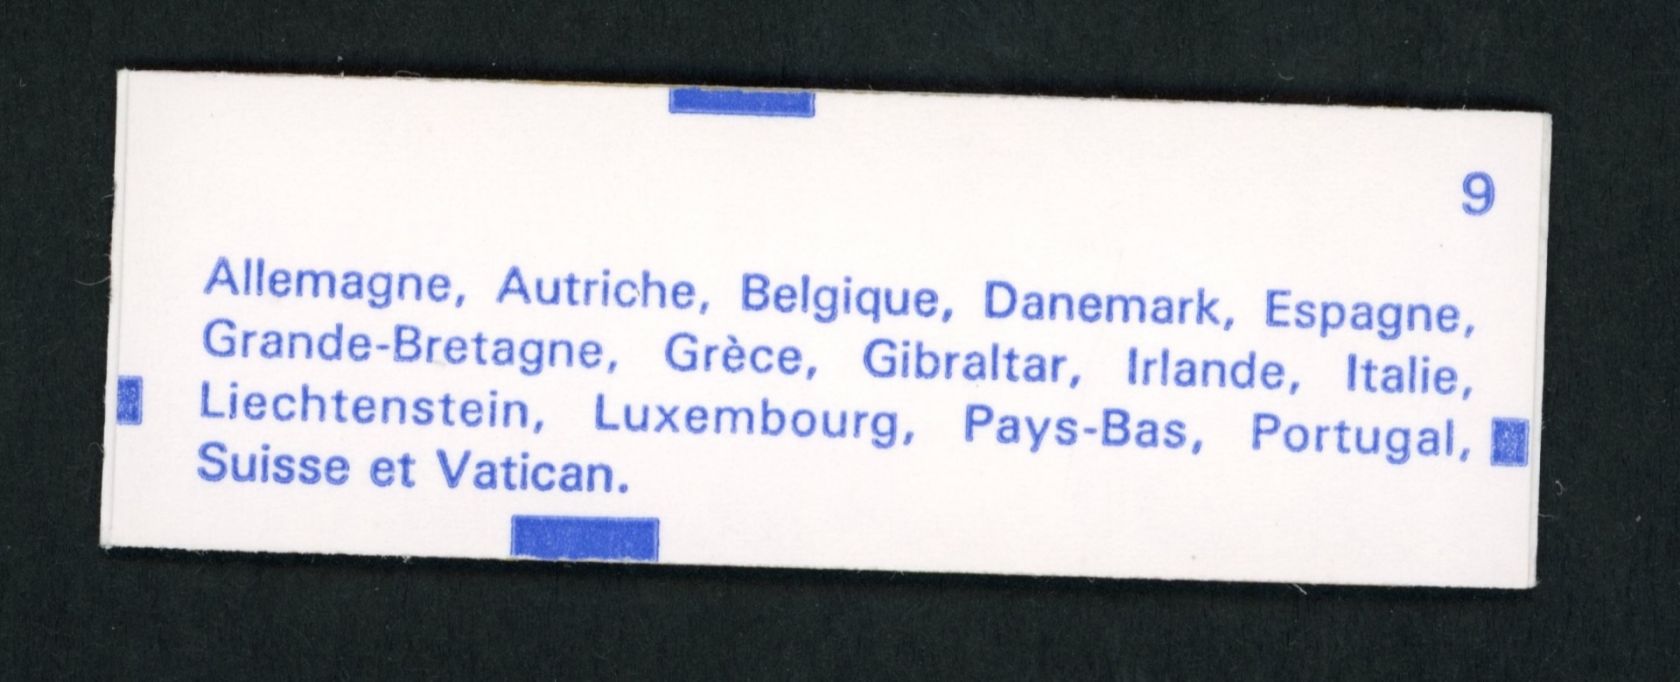 9
Allemagne, Autriche, Belgique, Danemark, Espagne,
Grande-Bretagne, Grèce, Gibraltar, Irlande, Italie,
Liechtenstein, Luxembourg, Pays-Bas, Portugal,
Suisse et Vatican.